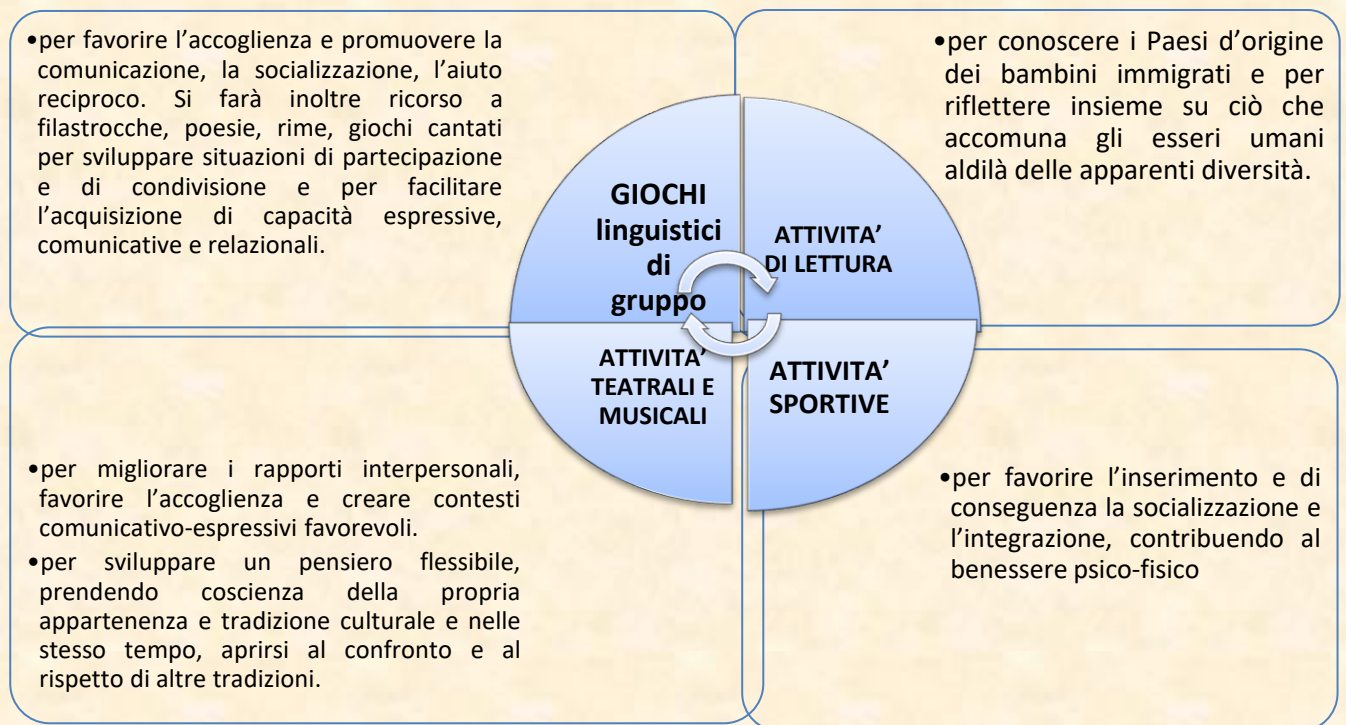 •per favorire l’accoglienza e promuovere la
comunicazione, la socializzazione, l’aiuto
reciproco. Si farà inoltre ricorso a
filastrocche, poesie, rime, giochi cantati
per sviluppare situazioni di partecipazione
e di condivisione e per facilitare
l’acquisizione di capacità espressive,
comunicative e relazionali.
•per conoscere i Paesi d’origine
dei bambini immigrati e per
riflettere insieme su ciò che
accomuna gli esseri umani
aldilà delle apparenti diversità.
GIOCHI
linguistici
di
gruppo
ATTIVITA’
DI LETTURA
ATTIVITA’
TEATRALI E
MUSICALI
ATTIVITA’
SPORTIVE
•per migliorare i rapporti interpersonali,
favorire l’accoglienza e creare contesti
comunicativo-espressivi favorevoli.
•per sviluppare un pensiero flessibile,
prendendo coscienza della propria
appartenenza e tradizione culturale e nelle
stesso tempo, aprirsi al confronto e al
rispetto di altre tradizioni.
•per favorire l’inserimento e di
conseguenza la socializzazione e
l’integrazione, contribuendo al
benessere psico-fisico